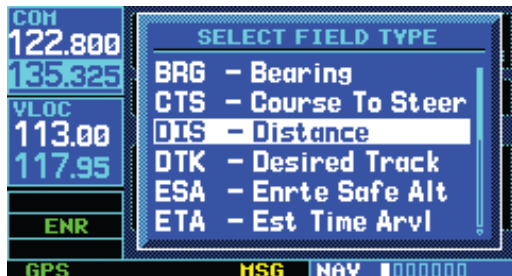 COM
122.800
135.325
VLOC
113.00
117.95
ENR
SELECT FIELD TYPE
BRG - Bearing
CTS - Course To Steer
DIS - Distance
DTK - Desired Track
ESA - Enrte Safe Alt
ETA - Est Time Arvl
GPS MSG NAV